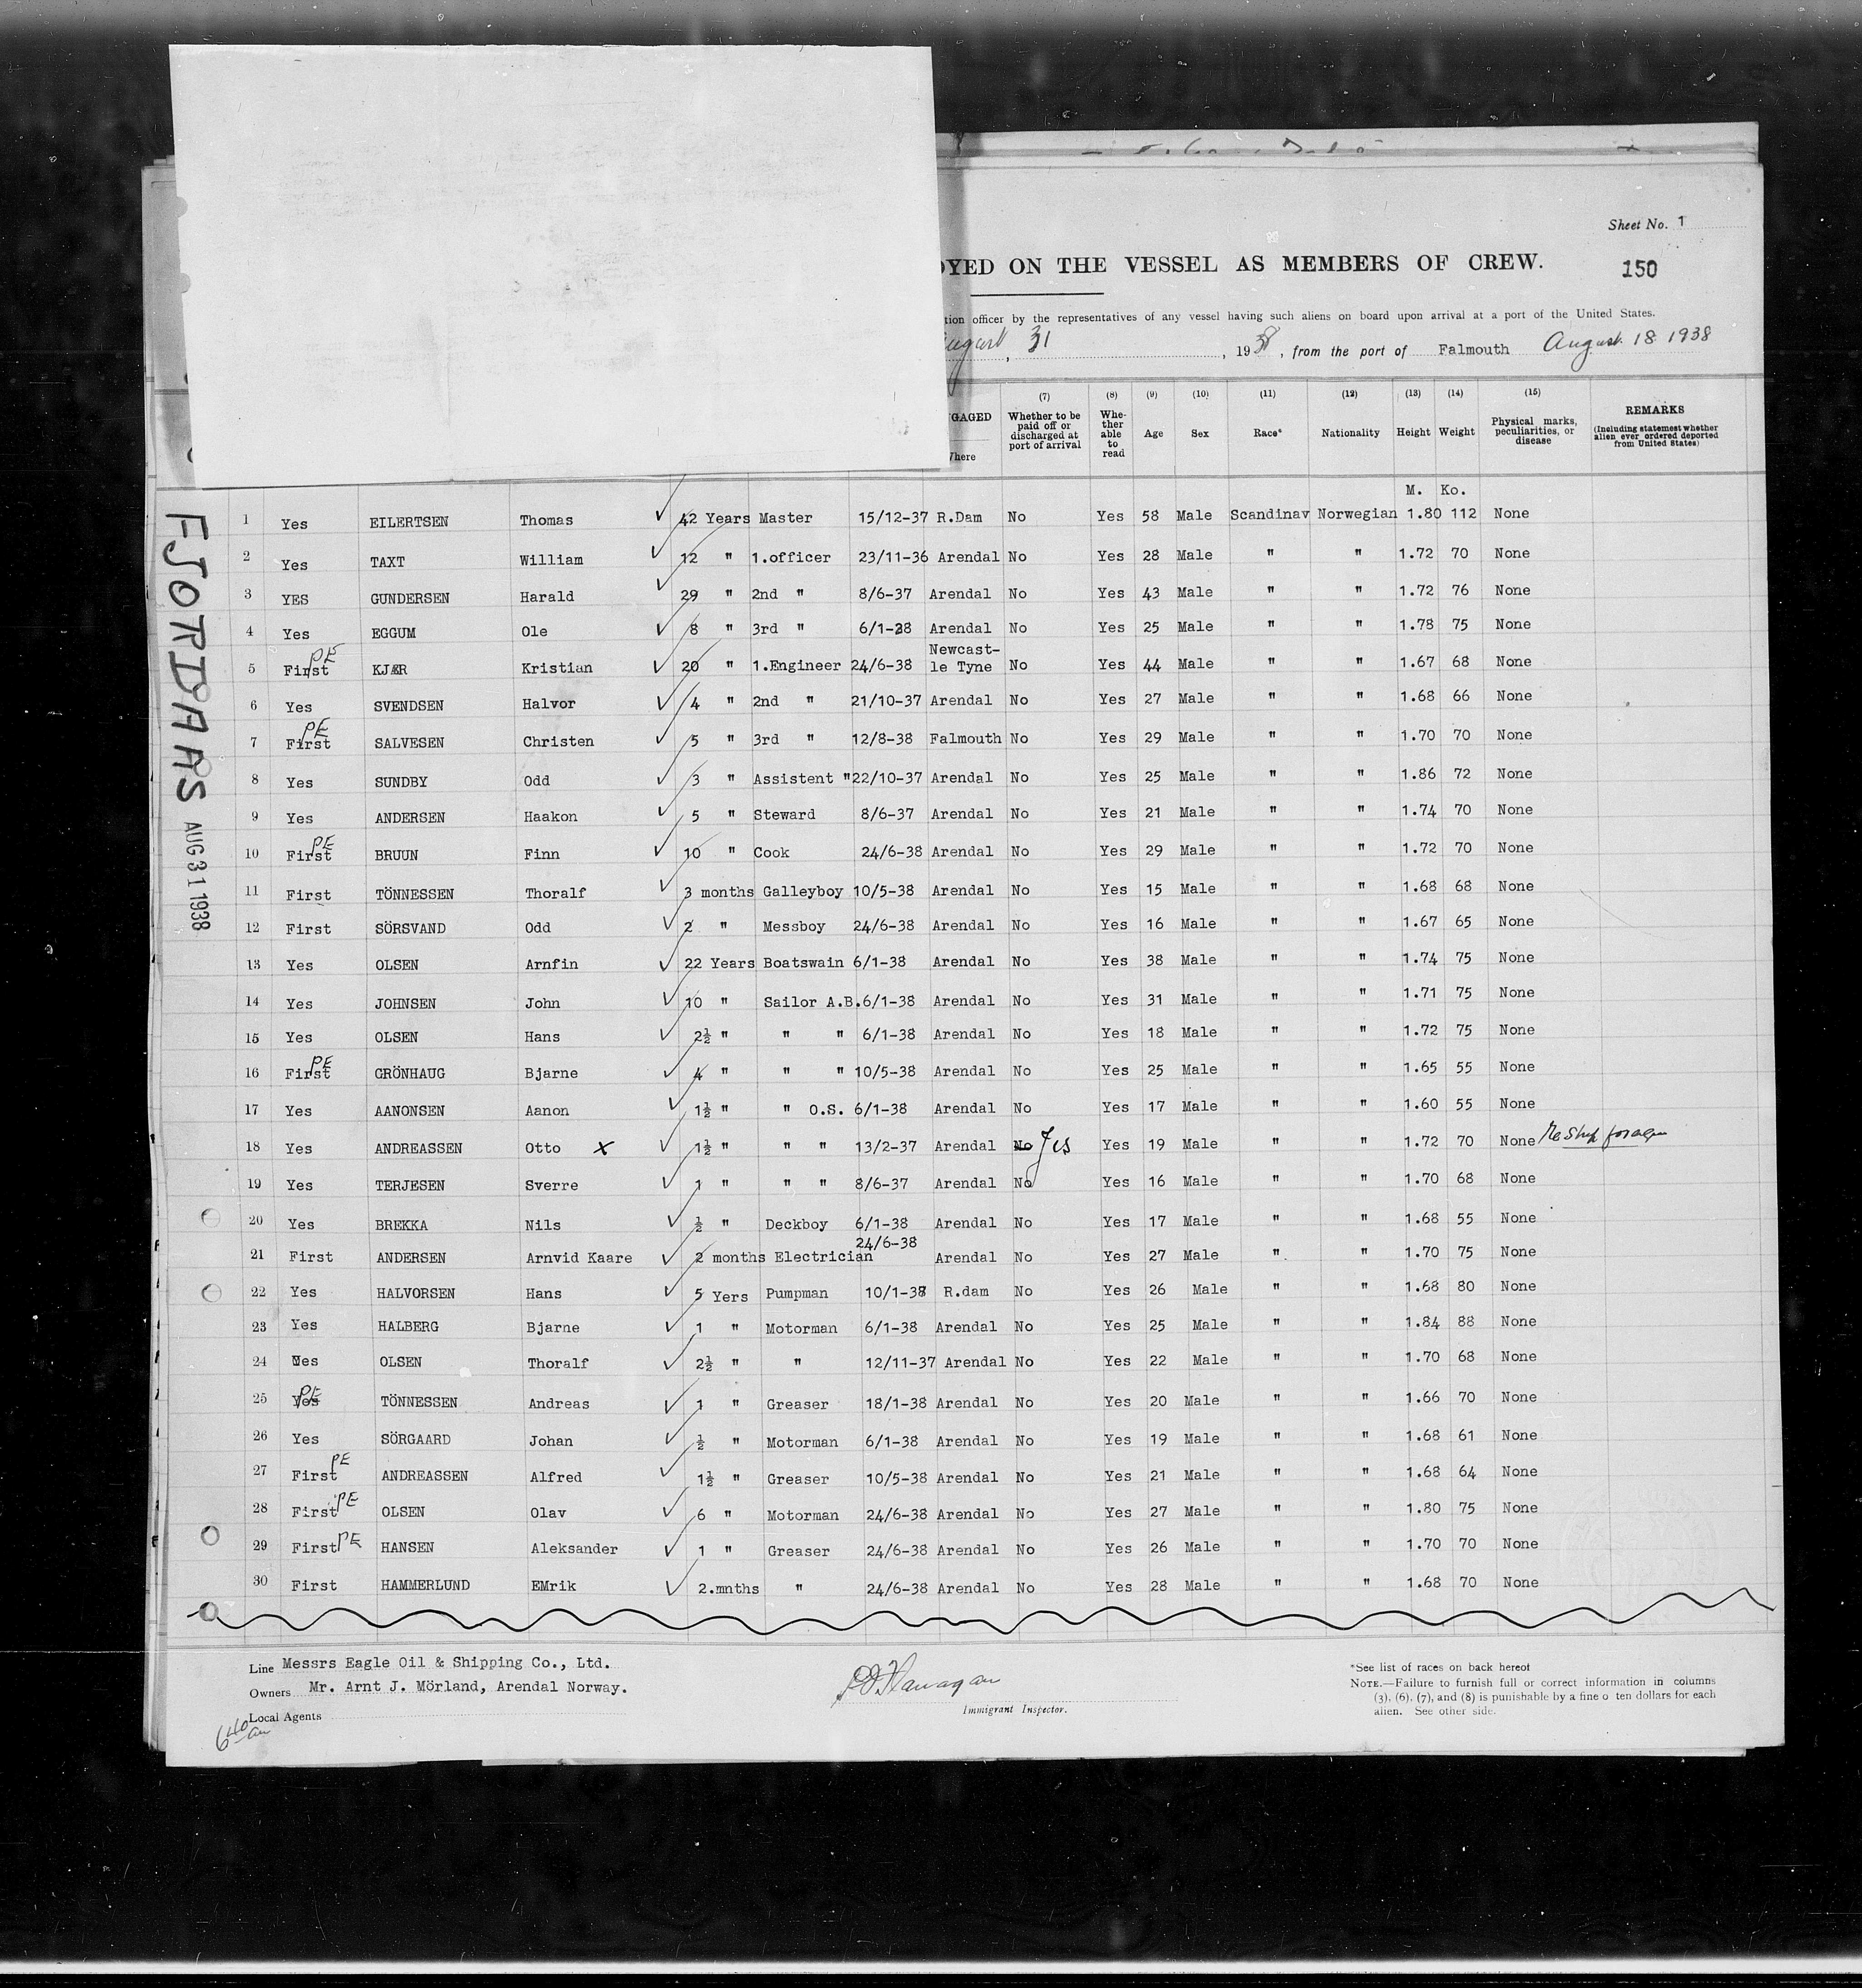 Sheet No. 1
OYED ON THE VESSEL AS MEMBERS OF CREW.
150
tion officer by the representatives of any vessel having such aliens on board upon arrival at a port of the United States.
ugust, 31, 1938, from the port of Falmouth August 18 1938
GAGED
Where
(7) Whether to be paid off or discharged at port of arrival
(8) Whe-ther able to read
(9) Age
(10) Sex
(11) Race*
(12) Nationality
(13) Height
(14) Weight
(15) Physical marks, peculiarities, or disease
REMARKS (Including statement whether alien ever ordered deported from United States)
M. Ko.
1 Yes EILERTSEN Thomas 42 Years Master 15/12-37 R.Dam No Yes 58 Male Scandinav Norwegian 1.80 112 None
2 Yes TAXT William 12 " 1.officer 23/11-36 Arendal No Yes 28 Male " " 1.72 70 None
3 YES GUNDERSEN Harald 29 " 2nd " 8/6-37 Arendal No Yes 43 Male " " 1.72 76 None
4 Yes EGGUM Ole 8 " 3rd " 6/1-38 Arendal No Yes 25 Male " " 1.78 75 None
5 First PE KJÆR Kristian 20 " 1.Engineer 24/6-38 Newcast-le Tyne No Yes 44 Male " " 1.67 68 None
6 Yes SVENDSEN Halvor 4 " 2nd " 21/10-37 Arendal No Yes 27 Male " " 1.68 66 None
7 First PE SALVESEN Christen 5 " 3rd " 12/8-38 Falmouth No Yes 29 Male " " 1.70 70 None
8 Yes SUNDBY Odd 3 " Assistent " 22/10-37 Arendal No Yes 25 Male " " 1.86 72 None
9 Yes ANDERSEN Haakon 5 " Steward 8/6-37 Arendal No Yes 21 Male " " 1.74 70 None
10 First PE BRUUN Finn 10 " Cook 24/6-38 Arendal No Yes 29 Male " " 1.72 70 None
11 First TÖNNESSEN Thoralf 3 months Galleyboy 10/5-38 Arendal No Yes 15 Male " " 1.68 68 None
12 First SÖRSVAND Odd 2 " Messboy 24/6-38 Arendal No Yes 16 Male " " 1.67 65 None
13 Yes OLSEN Arnfin 22 Years Boatswain 6/1-38 Arendal No Yes 38 Male " " 1.74 75 None
14 Yes JOHNSEN John 10 " Sailor A.B. 6/1-38 Arendal No Yes 31 Male " " 1.71 75 None
15 Yes OLSEN Hans 2½ " " " 6/1-38 Arendal No Yes 18 Male " " 1.72 75 None
16 First PE GRÖNHAUG Bjarne 4 " " " 10/5-38 Arendal No Yes 25 Male " " 1.65 55 None
17 Yes AANONSEN Aanon 1½ " " O.S. 6/1-38 Arendal No Yes 17 Male " " 1.60 55 None
18 Yes ANDREASSEN Otto X 1½ " " " 13/2-37 Arendal No Yes Yes 19 Male " " 1.72 70 None Re Ship foreign
19 Yes TERJESEN Sverre 1 " " " 8/6-37 Arendal No Yes 16 Male " " 1.70 68 None
20 Yes BREKKA Nils ½ " Deckboy 6/1-38 Arendal No Yes 17 Male " " 1.68 55 None
21 First ANDERSEN Arnvid Kaare 2 months Electrician 24/6-38 Arendal No Yes 27 Male " " 1.70 75 None
22 Yes HALVORSEN Hans 5 Yers Pumpman 10/1-38 R.dam No Yes 26 Male " " 1.68 80 None
23 Yes HALBERG Bjarne 1 " Motorman 6/1-38 Arendal No Yes 25 Male " " 1.84 88 None
24 Yes OLSEN Thoralf 2½ " " 12/11-37 Arendal No Yes 22 Male " " 1.70 68 None
25 Yes PE TÖNNESSEN Andreas 1 " Greaser 18/1-38 Arendal No Yes 20 Male " " 1.66 70 None
26 Yes SÖRGAARD Johan ½ " Motorman 6/1-38 Arendal No Yes 19 Male " " 1.68 61 None
27 First PE ANDREASSEN Alfred 1½ " Greaser 10/5-38 Arendal No Yes 21 Male " " 1.68 64 None
28 First PE OLSEN Olav 6 " Motorman 24/6-38 Arendal No Yes 27 Male " " 1.80 75 None
29 First PE HANSEN Aleksander 1 " Greaser 24/6-38 Arendal No Yes 26 Male " " 1.70 70 None
30 First HAMMERLUND EMrik 2.mnths " 24/6-38 Arendal No Yes 28 Male " " 1.68 70 None
FJORDAAS AUG 31 1938
Line Messrs Eagle Oil & Shipping Co., Ltd.
Owners Mr. Arnt J. Mörland, Arendal Norway.
Local Agents
640 am
Flanagan
Immigrant Inspector.
*See list of races on back hereof
NOTE.—Failure to furnish full or correct information in columns
(3), (6), (7), and (8) is punishable by a fine o ten dollars for each
alien. See other side.